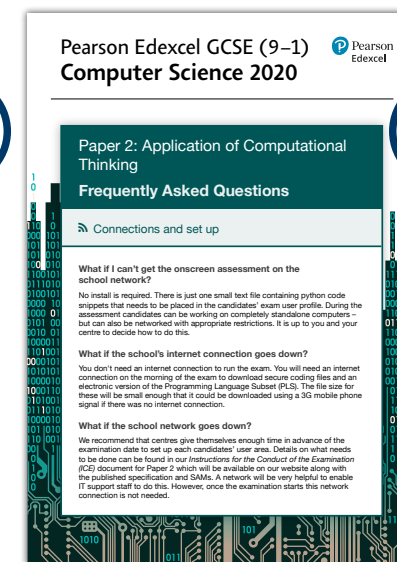 Pearson Edexcel GCSE (9–1)
Computer Science 2020
Pearson
Edexcel
Paper 2: Application of Computational
Thinking
Frequently Asked Questions
Connections and set up
What if I can't get the onscreen assessment on the
school network?
No install is required. There is just one small text file containing python code
snippets that needs to be placed in the candidates' exam user profile. During the
assessment candidates can be working on completely standalone computers –
but can also be networked with appropriate restrictions. It is up to you and your
centre to decide how to do this.
What if the school's internet connection goes down?
You don't need an internet connection to run the exam. You will need an internet
connection on the morning of the exam to download secure coding files and an
electronic version of the Programming Language Subset (PLS). The file size for
these will be small enough that it could be downloaded using a 3G mobile phone
signal if there was no internet connection.
What if the school network goes down?
We recommend that centres give themselves enough time in advance of the
examination date to set up each candidates' user area. Details on what needs
to be done can be found in our Instructions for the Conduct of the Examination
(ICE) document for Paper 2 which will be available on our website along with
the published specification and SAMs. A network will be very helpful to enable
IT support staff to do this. However, once the examination starts this network
connection is not needed.
1010
101
011